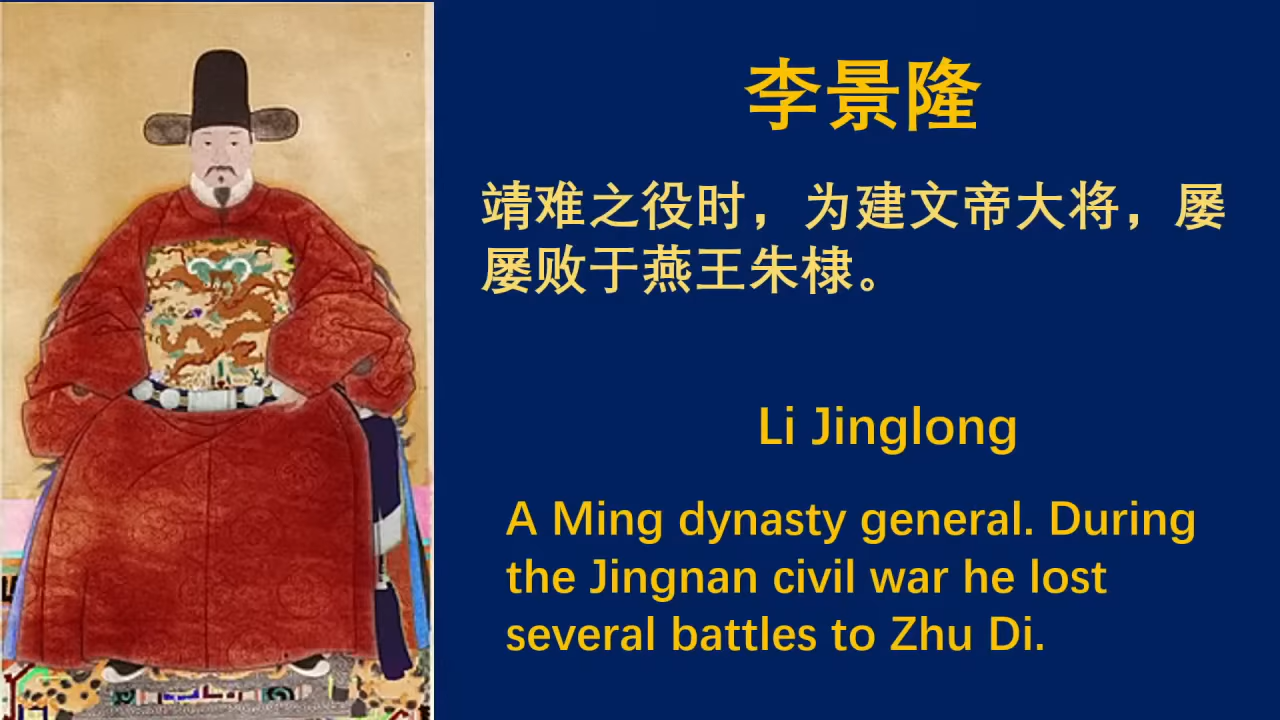 李景隆
靖难之役时，为建文帝大将，屡
屡败于燕王朱棣。
Li Jinglong
A Ming dynasty general. During
the Jingnan civil war he lost
several battles to Zhu Di.